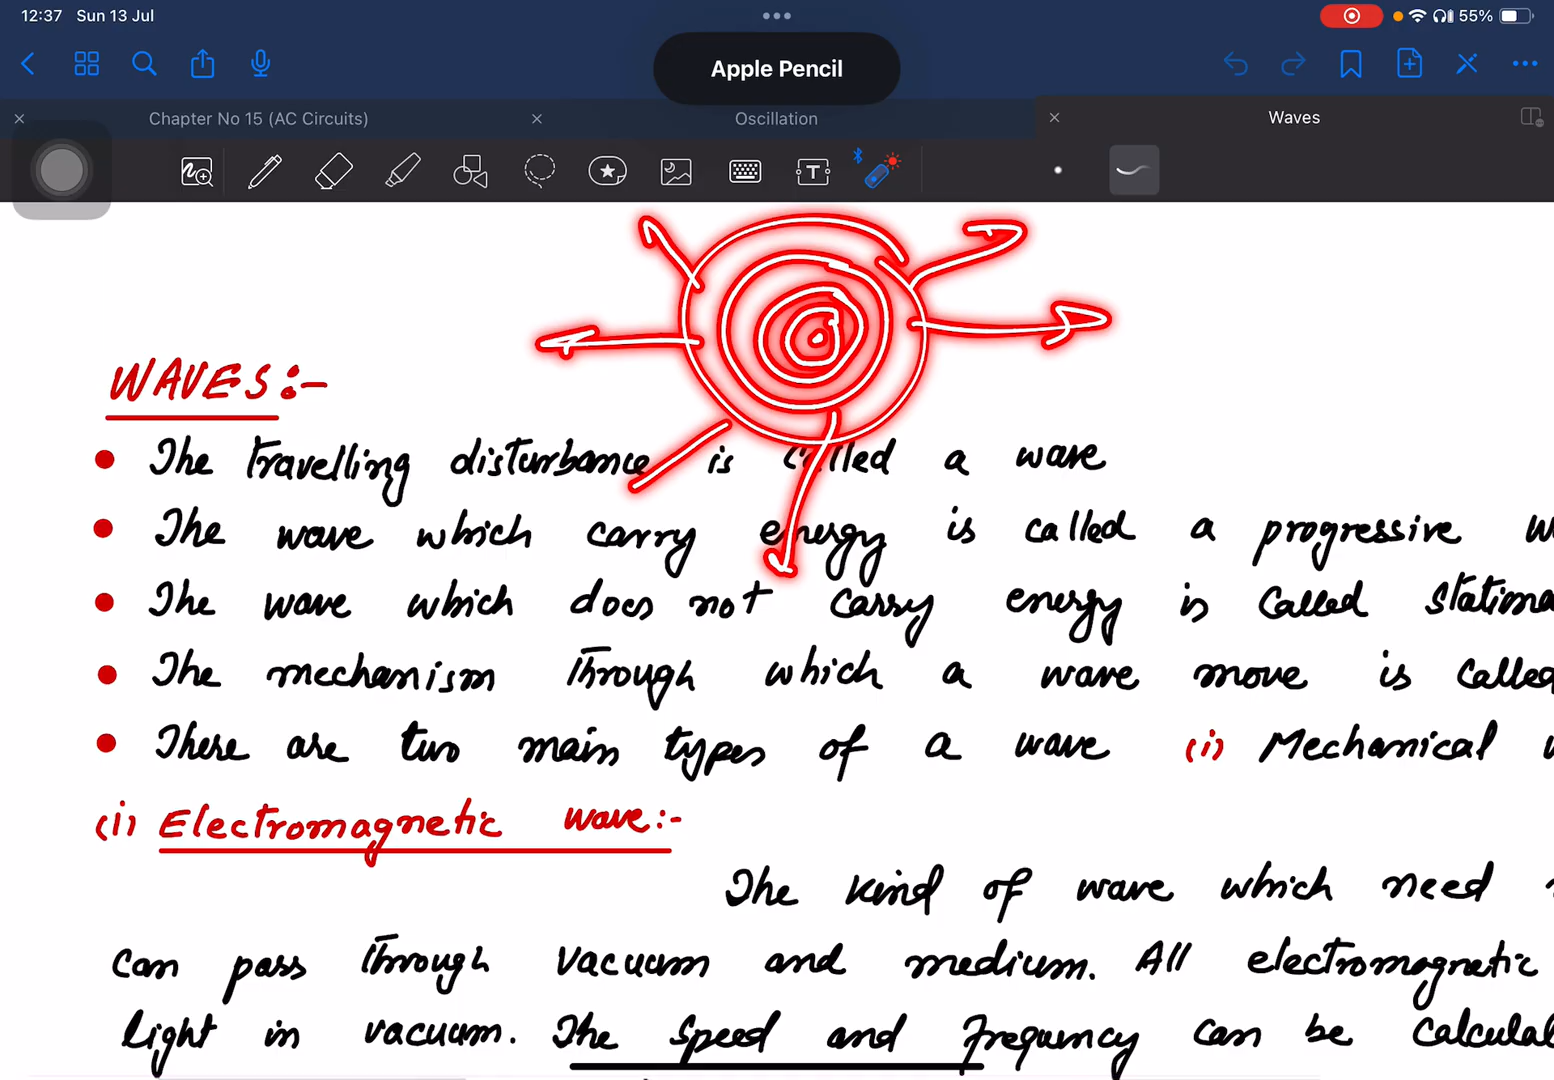 12:37 Sun 13 Jul
55%
Apple Pencil
Chapter No 15 (AC Circuits)
Oscillation
Waves
WAVES:-
• The travelling disturbance is called a wave
• The wave which carry energy is called a progressive w
• The wave which does not carry energy is called stationa
• The mechanism through which a wave move is called
• There are two main types of a wave (i) Mechanical
(i) Electromagnetic wave:-
The kind of wave which need
can pass through vacuum and medium. All electromagnetic
light in vacuum. The speed and frequency can be calcula